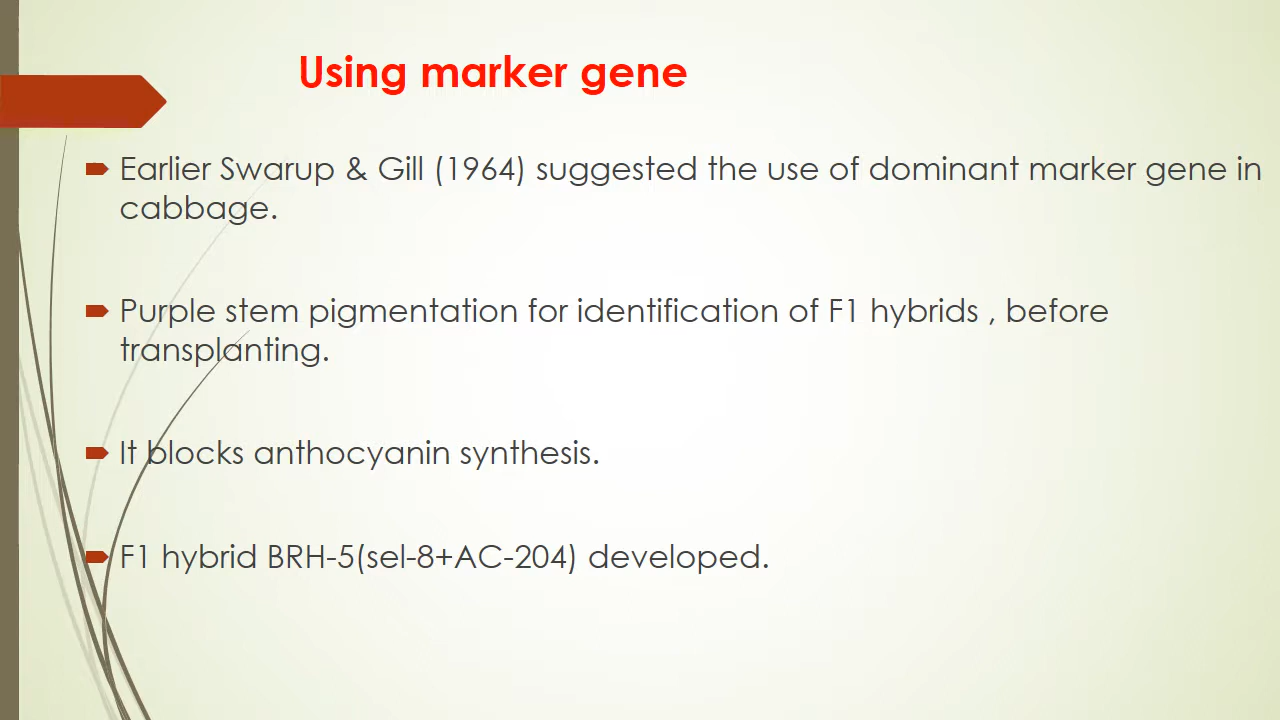 Using marker gene
Earlier Swarup & Gill (1964) suggested the use of dominant marker gene in
cabbage.
Purple stem pigmentation for identification of F1 hybrids , before
transplanting.
It blocks anthocyanin synthesis.
F1 hybrid BRH-5(sel-8+AC-204) developed.